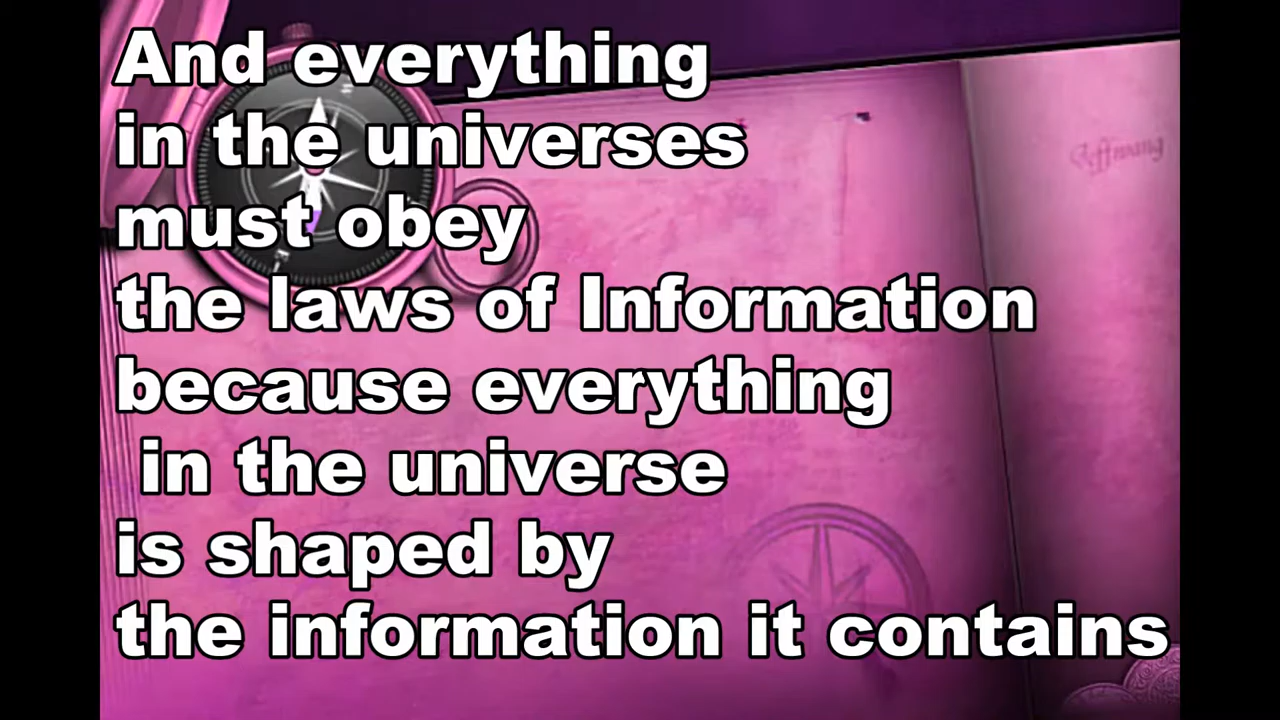 And everything
in the universes
must obey
the laws of Information
because everything
in the universe
is shaped by
the information it contains